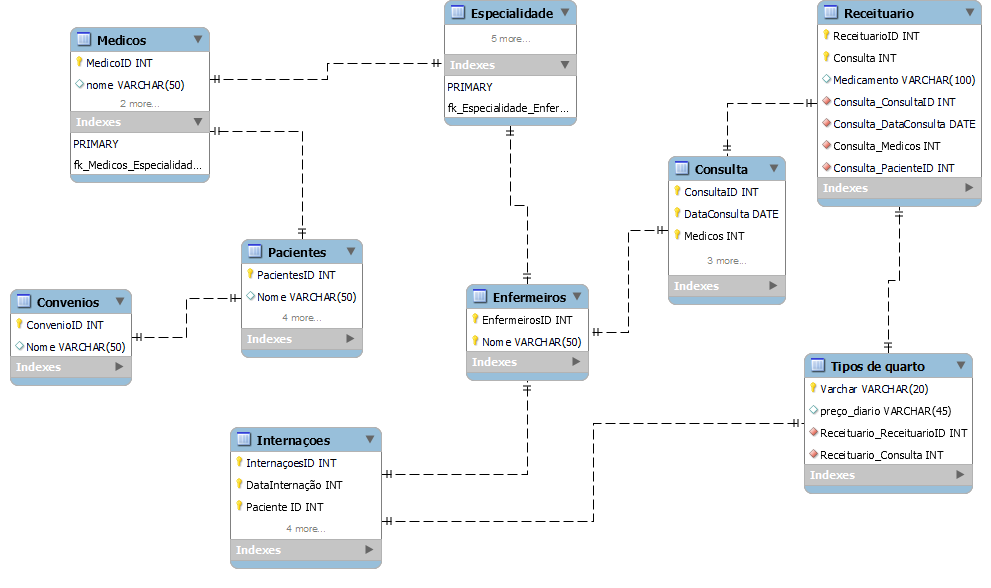 Medicos
MedicoID INT
nome VARCHAR(50)
2 more...
Indexes
PRIMARY
fk_Medicos_Especialidad...
Especialidade
5 more...
Indexes
PRIMARY
fk_Especialidade_Enfer...
Receituario
ReceituarioID INT
Consulta INT
Medicamento VARCHAR(100)
Consulta_ConsultaID INT
Consulta_DataConsulta DATE
Consulta_Medicos INT
Consulta_PacienteID INT
Indexes
Consulta
ConsultaID INT
DataConsulta DATE
Medicos INT
3 more...
Indexes
Pacientes
PacientesID INT
Nome VARCHAR(50)
4 more...
Indexes
Convenios
ConvenioID INT
Nome VARCHAR(50)
Indexes
Enfermeiros
EnfermeirosID INT
Nome VARCHAR(50)
Indexes
Tipos de quarto
Varchar VARCHAR(20)
preço_diario VARCHAR(45)
Receituario_ReceituarioID INT
Receituario_Consulta INT
Indexes
Internaçoes
InternaçoesID INT
DataInternação INT
Paciente ID INT
4 more...
Indexes